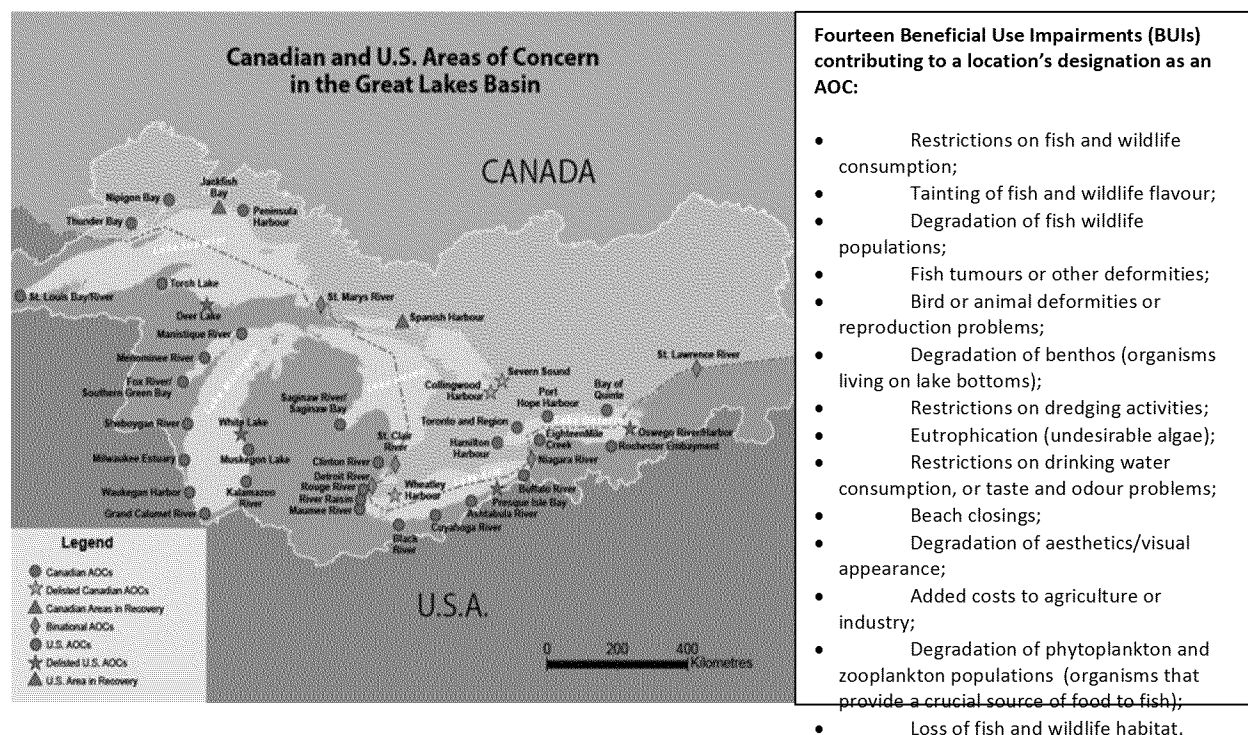 Canadian and U.S. Areas of Concern
in the Great Lakes Basin
CANADA
Jackfish
Bay
Nipigon Bay
Peninsula
Harbour
Thunder Bay
Torch Lake
St. Louis Bay/River
Deer Lake
St. Marys River
Spanish Harbour
Manistique River
Menominee River
Fox River/
Southern Green Bay
Sheboygan River
Milwaukee Estuary
Waukegan Harbor
Grand Calumet River
White Lake
Muskegon Lake
Kalamazoo
River
Saginaw River/
Saginaw Bay
Collingwood
Harbour
Severn Sound
St. Lawrence River
Port
Hope Harbour
Bay of
Quinte
Toronto and Region
Hamilton
Harbour
EighteenMile
Creek
Oswego River/Harbor
Rochester Embayment
Niagara River
St. Clair
River
Clinton River
Detroit River
Rouge River
River Raisin
Maumee River
Wheatley
Harbour
Buffalo River
Presque Isle Bay
Ashtabula River
Cuyahoga River
Black
River
U.S.A.
0 200 400
Kilometres
Legend
Canadian AOCs
Delisted Canadian AOCs
Canadian Areas in Recovery
Binational AOCs
U.S. AOCs
Delisted U.S. AOCs
U.S. Area in Recovery
Fourteen Beneficial Use Impairments (BUIs)
contributing to a location’s designation as an
AOC:
• Restrictions on fish and wildlife
consumption;
• Tainting of fish and wildlife flavour;
• Degradation of fish wildlife
populations;
• Fish tumours or other deformities;
• Bird or animal deformities or
reproduction problems;
• Degradation of benthos (organisms
living on lake bottoms);
• Restrictions on dredging activities;
• Eutrophication (undesirable algae);
• Restrictions on drinking water
consumption, or taste and odour problems;
• Beach closings;
• Degradation of aesthetics/visual
appearance;
• Added costs to agriculture or
industry;
• Degradation of phytoplankton and
zooplankton populations (organisms that
provide a crucial source of food to fish);
• Loss of fish and wildlife habitat.